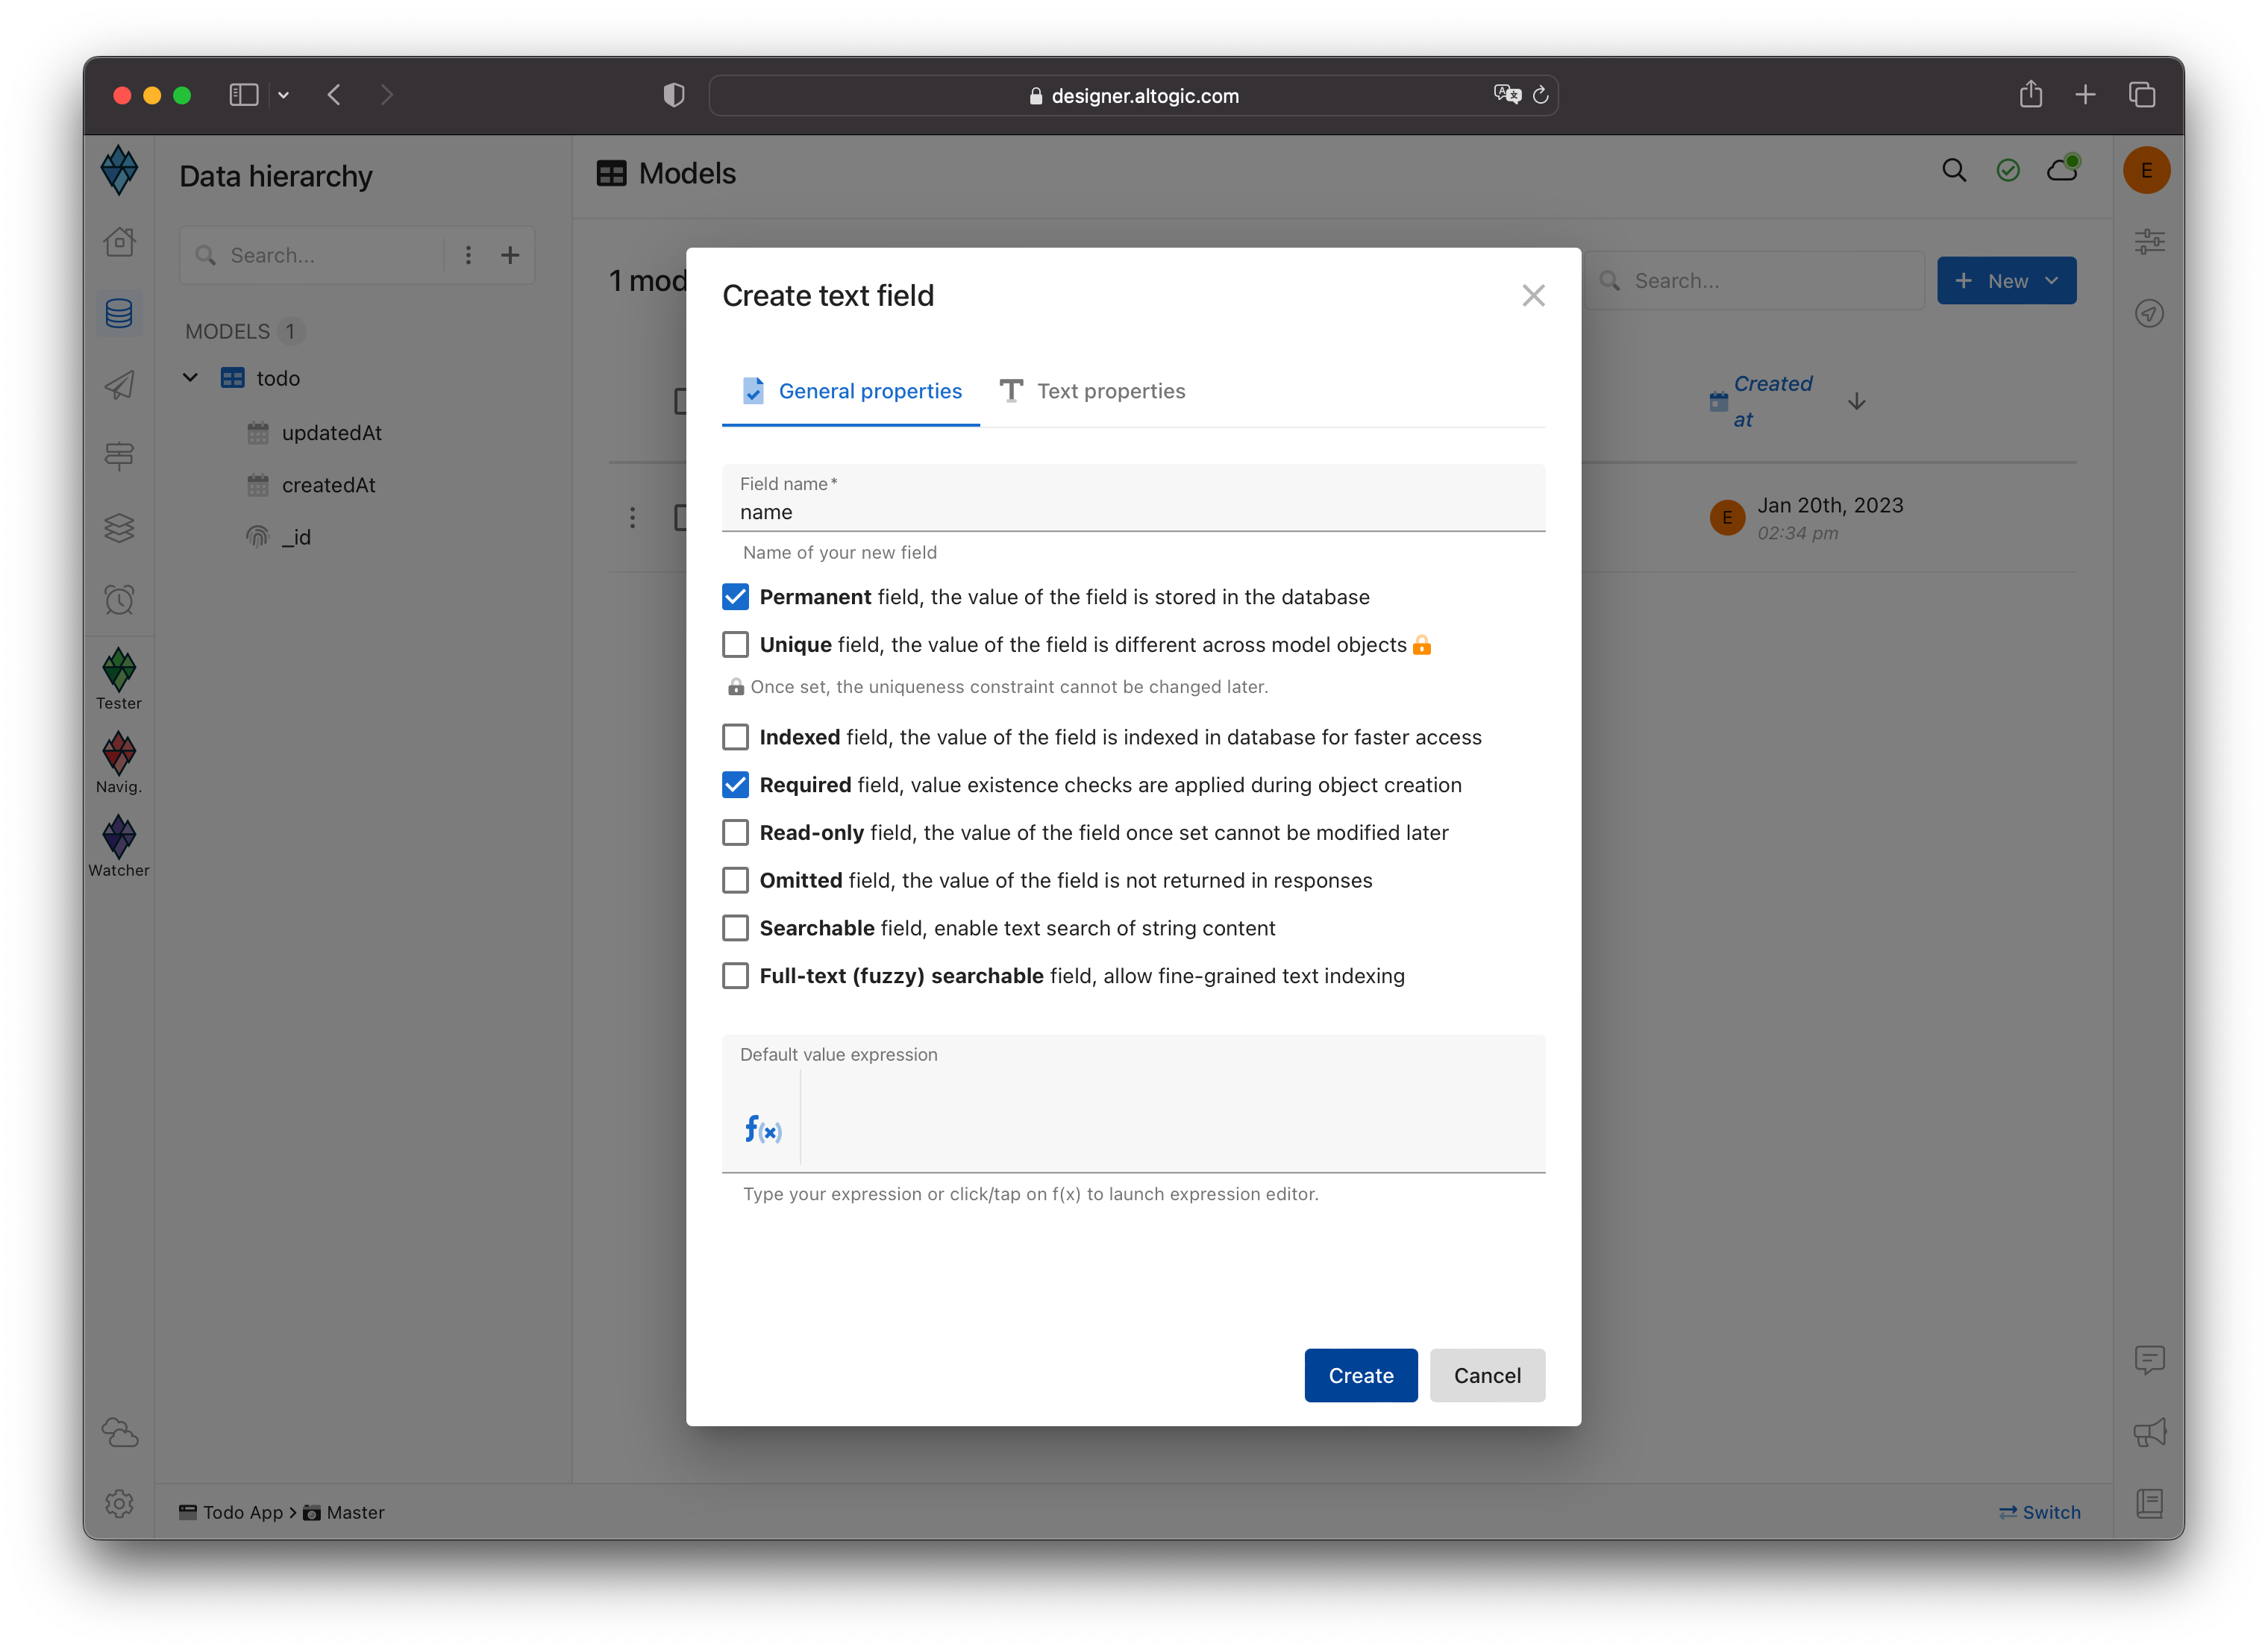 designer.altogic.com
Data hierarchy
Models
E
Search...
1 mod
Search...
New
MODELS 1
todo
updatedAt
createdAt
_id
Created
at
E
Jan 20th, 2023
02:34 pm
Tester
Navig.
Watcher
Create text field
General properties
Text properties
Field name*
name
Name of your new field
Permanent field, the value of the field is stored in the database
Unique field, the value of the field is different across model objects
Once set, the uniqueness constraint cannot be changed later.
Indexed field, the value of the field is indexed in database for faster access
Required field, value existence checks are applied during object creation
Read-only field, the value of the field once set cannot be modified later
Omitted field, the value of the field is not returned in responses
Searchable field, enable text search of string content
Full-text (fuzzy) searchable field, allow fine-grained text indexing
Default value expression
f(x)
Type your expression or click/tap on f(x) to launch expression editor.
Create
Cancel
Todo App > Master
Switch